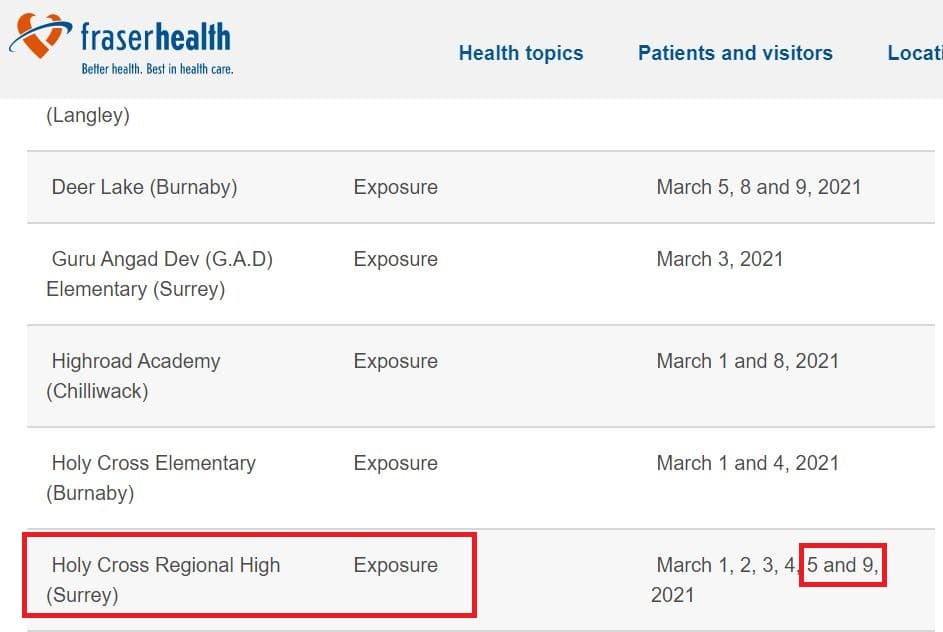 fraserhealth
Better health. Best in health care.
Health topics Patients and visitors Locati
(Langley)
Deer Lake (Burnaby) Exposure March 5, 8 and 9, 2021
Guru Angad Dev (G.A.D) Exposure March 3, 2021
Elementary (Surrey)
Highroad Academy Exposure March 1 and 8, 2021
(Chilliwack)
Holy Cross Elementary Exposure March 1 and 4, 2021
(Burnaby)
Holy Cross Regional High Exposure March 1, 2, 3, 4, 5 and 9,
(Surrey) 2021